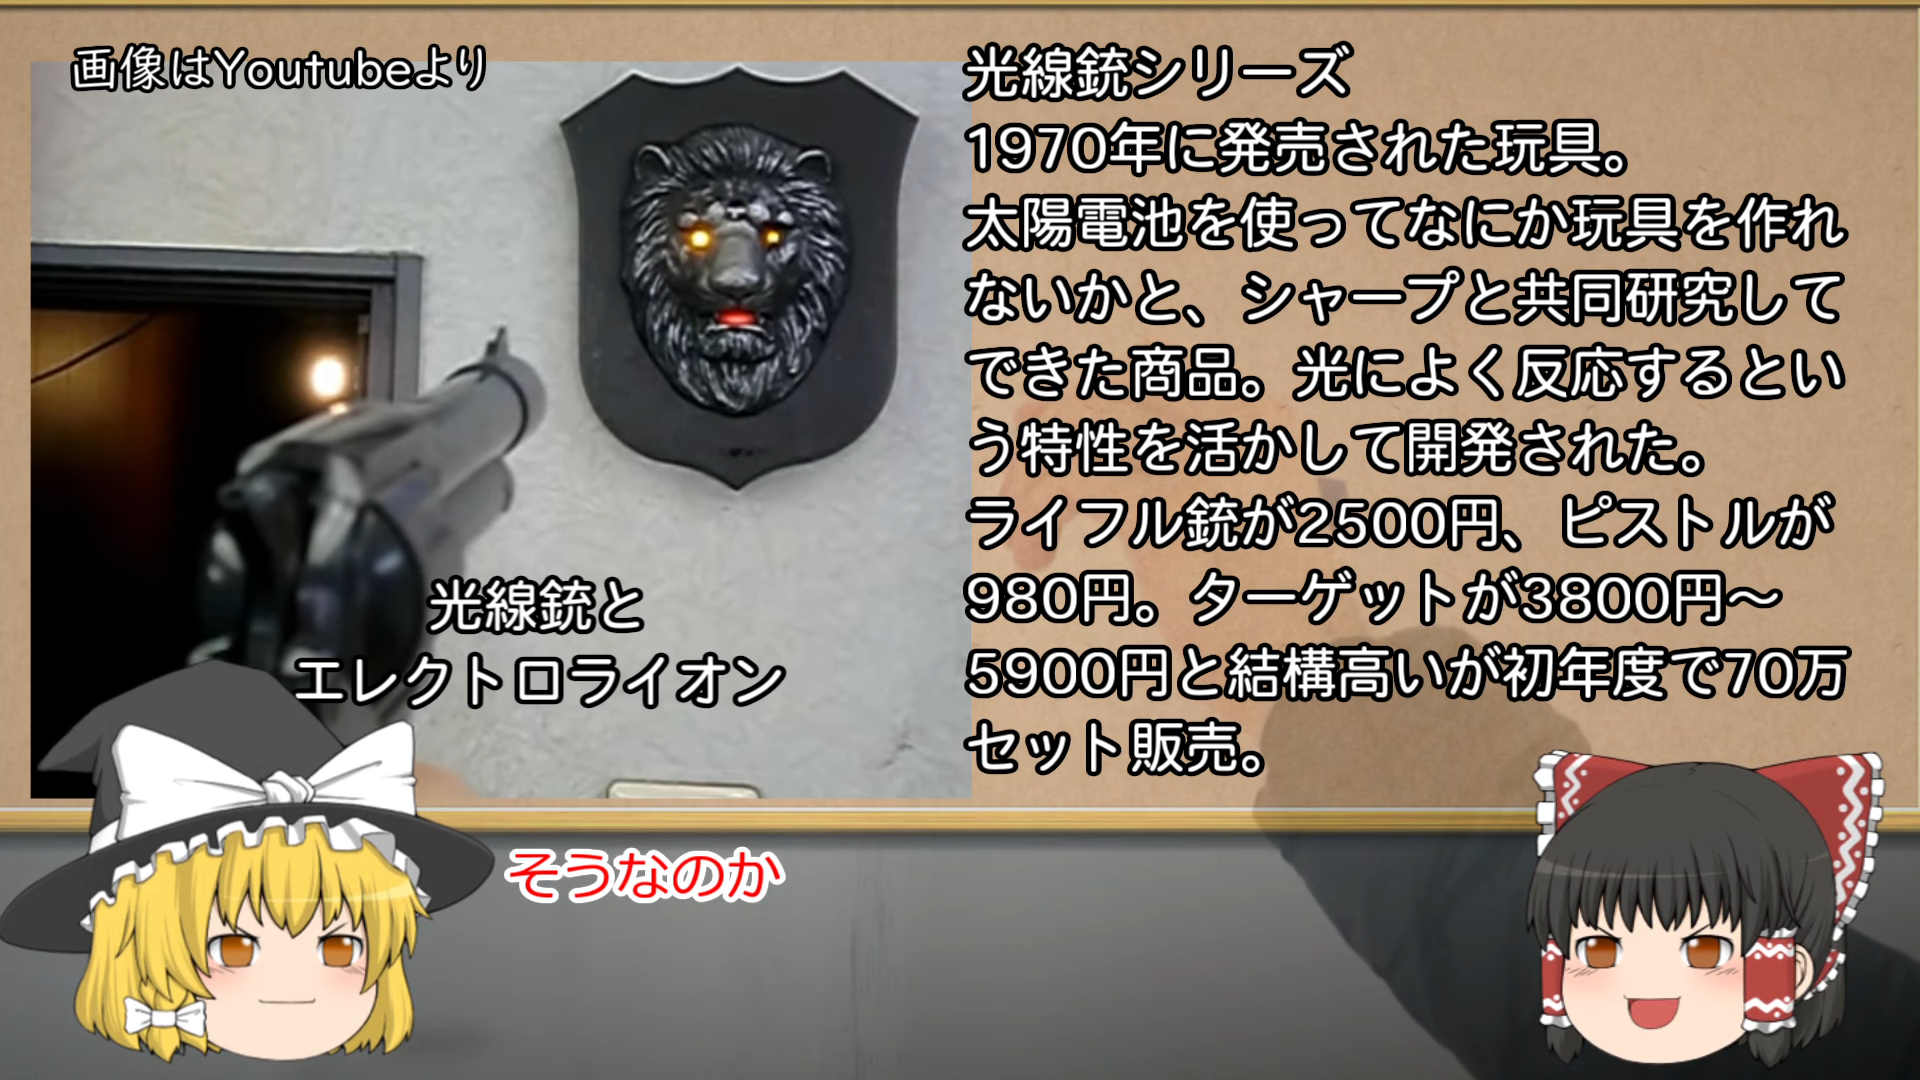 画像はYoutubeより
光線銃シリーズ
1970年に発売された玩具。
太陽電池を使ってなにか玩具を作れ
ないかと、シャープと共同研究して
できた商品。光によく反応するとい
う特性を活かして開発された。
ライフル銃が2500円、ピストルが
980円。ターゲットが3800円～
5900円と結構高いが初年度で70万
セット販売。
光線銃と
エレクトロライオン
そうなのか